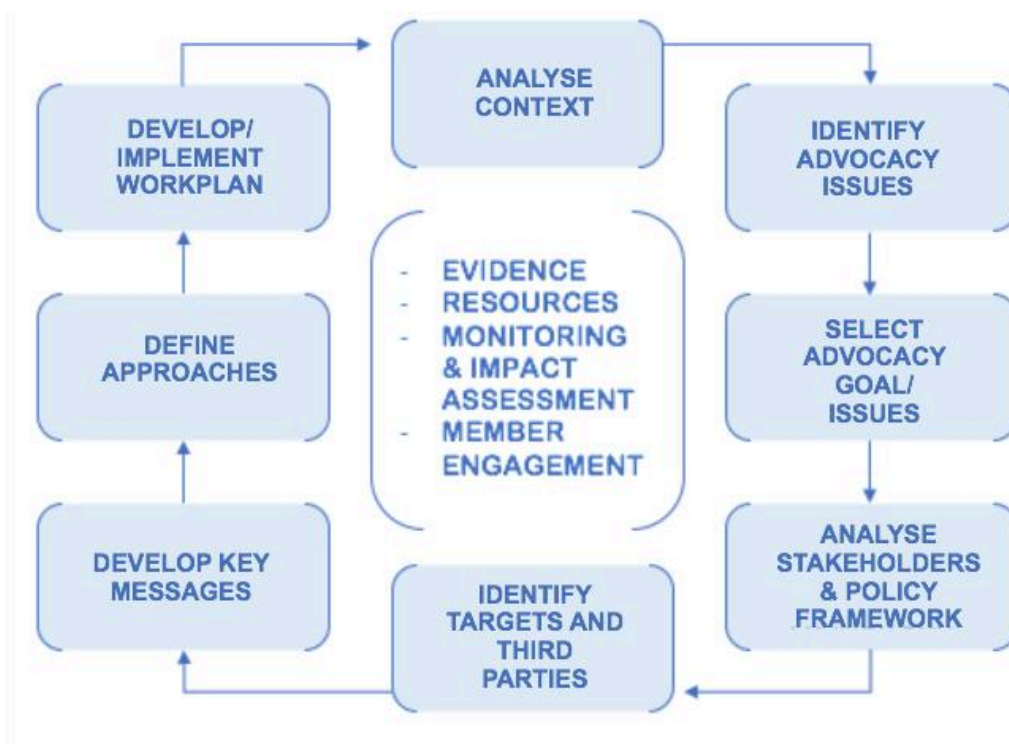 ANALYSE
CONTEXT
IDENTIFY
ADVOCACY
ISSUES
SELECT
ADVOCACY
GOAL/
ISSUES
ANALYSE
STAKEHOLDERS
& POLICY
FRAMEWORK
IDENTIFY
TARGETS AND
THIRD
PARTIES
DEVELOP KEY
MESSAGES
DEFINE
APPROACHES
DEVELOP/
IMPLEMENT
WORKPLAN
- EVIDENCE
- RESOURCES
- MONITORING
& IMPACT
ASSESSMENT
- MEMBER
ENGAGEMENT